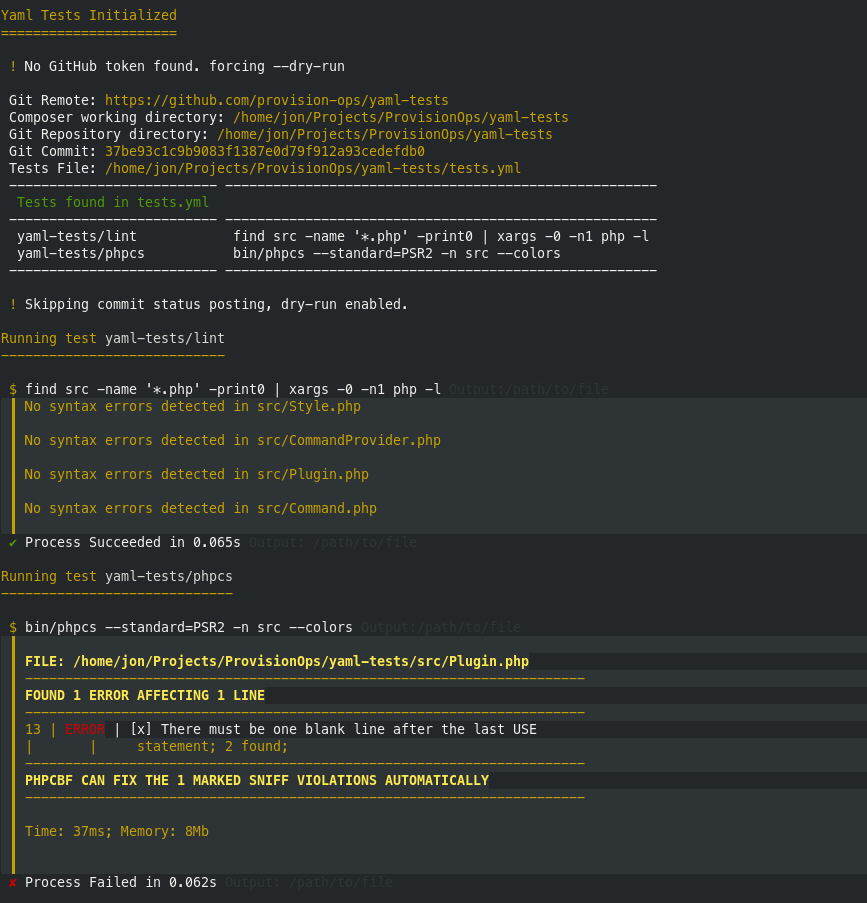 Yaml Tests Initialized
======================
! No GitHub token found. forcing --dry-run
Git Remote: https://github.com/provision-ops/yaml-tests
Composer working directory: /home/jon/Projects/ProvisionOps/yaml-tests
Git Repository directory: /home/jon/Projects/ProvisionOps/yaml-tests
Git Commit: 37be93c1c9b9083f1387e0d79f912a93cedefdb0
Tests File: /home/jon/Projects/ProvisionOps/yaml-tests/tests.yml
-------------------------- ------------------------------------------------------
Tests found in tests.yml
-------------------------- ------------------------------------------------------
yaml-tests/lint find src -name '*.php' -print0 | xargs -0 -n1 php -l
yaml-tests/phpcs bin/phpcs --standard=PSR2 -n src --colors
-------------------------- ------------------------------------------------------
! Skipping commit status posting, dry-run enabled.
Running test yaml-tests/lint
----------------------------
$ find src -name '*.php' -print0 | xargs -0 -n1 php -l Output:/path/to/file
No syntax errors detected in src/Style.php
No syntax errors detected in src/CommandProvider.php
No syntax errors detected in src/Plugin.php
No syntax errors detected in src/Command.php
✔ Process Succeeded in 0.065s Output: /path/to/file
Running test yaml-tests/phpcs
-----------------------------
$ bin/phpcs --standard=PSR2 -n src --colors Output:/path/to/file
FILE: /home/jon/Projects/ProvisionOps/yaml-tests/src/Plugin.php
----------------------------------------------------------------------
FOUND 1 ERROR AFFECTING 1 LINE
----------------------------------------------------------------------
13 | ERROR | [x] There must be one blank line after the last USE
| | statement; 2 found;
----------------------------------------------------------------------
PHPCBF CAN FIX THE 1 MARKED SNIFF VIOLATIONS AUTOMATICALLY
----------------------------------------------------------------------
Time: 37ms; Memory: 8Mb
✘ Process Failed in 0.062s Output: /path/to/file